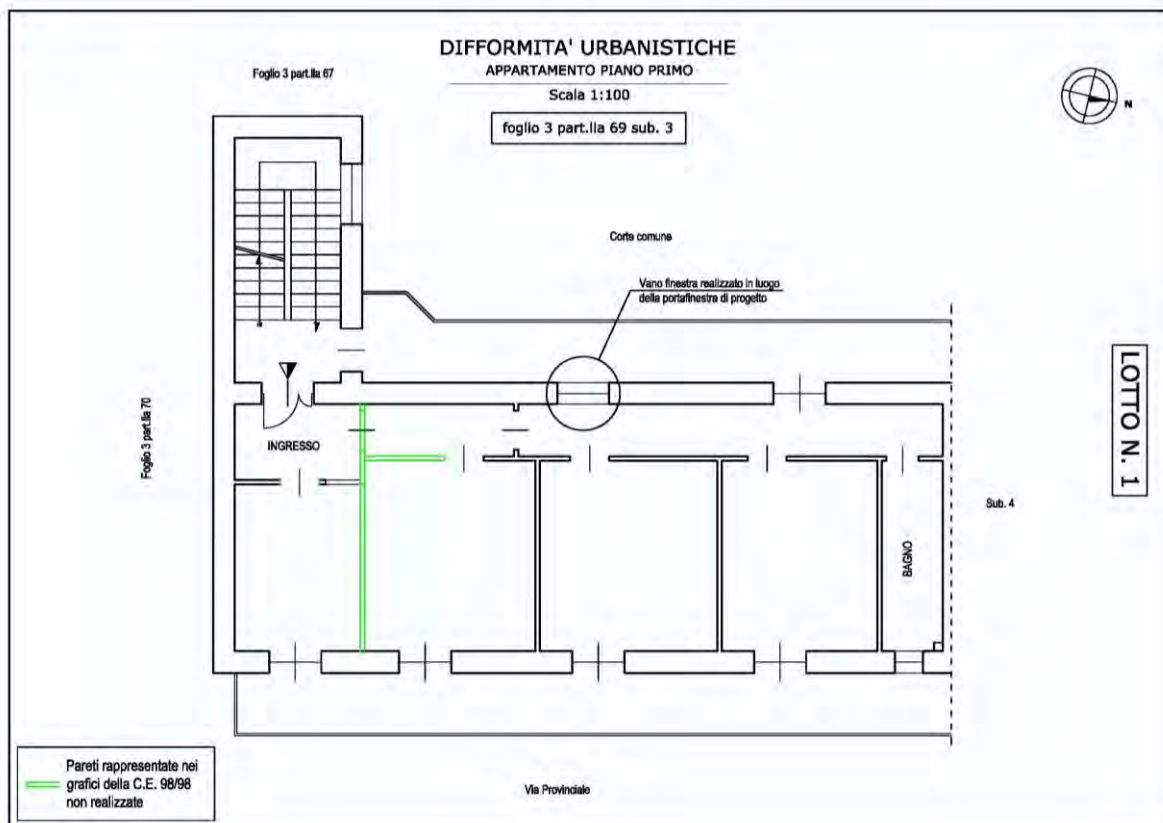 DIFFORMITA' URBANISTICHE
APPARTAMENTO PIANO PRIMO
Scala 1:100
foglio 3 part.lla 69 sub. 3
Foglio 3 part.lla 67
N
Corte comune
Vano finestra realizzato in luogo
della portafinestra di progetto
LOTTO N. 1
Foglio 3 part.lla 70
INGRESSO
Sub. 4
BAGNO
Pareti rappresentate nei
grafici della C.E. 98/98
non realizzate
Via Provinciale